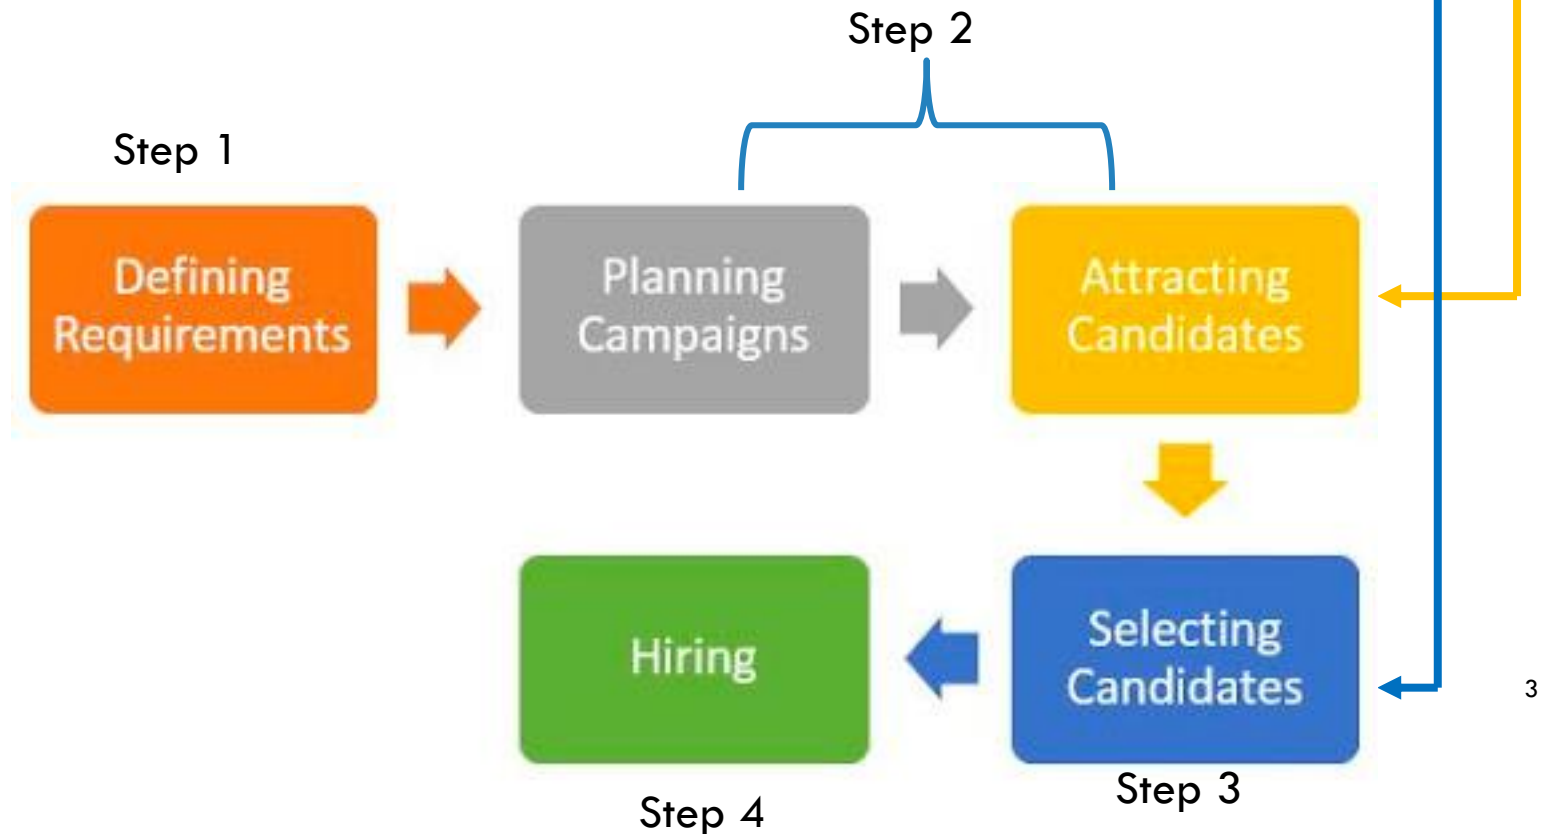 Step 2
Step 1
Defining
Requirements
Planning
Campaigns
Attracting
Candidates
Hiring
Selecting
Candidates
3
Step 3
Step 4